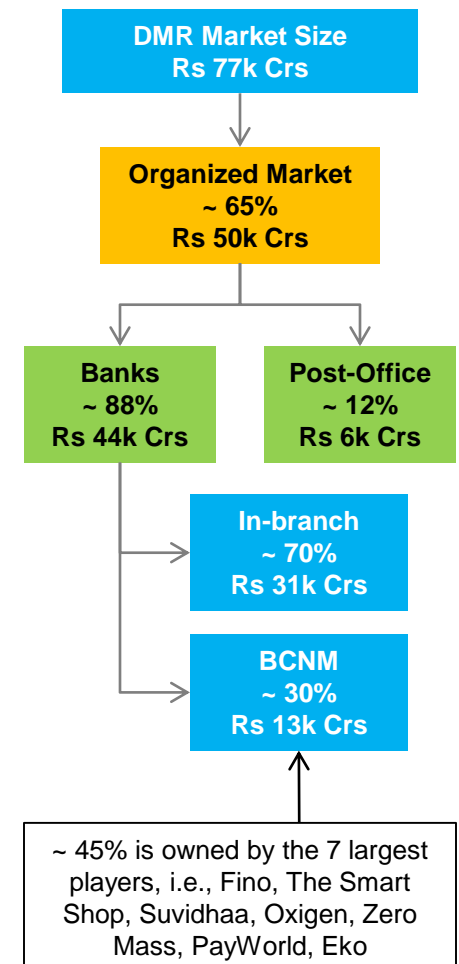 DMR Market Size
Rs 77k Crs
Organized Market
~ 65%
Rs 50k Crs
Banks
~ 88%
Rs 44k Crs
Post-Office
~ 12%
Rs 6k Crs
In-branch
~ 70%
Rs 31k Crs
BCNM
~ 30%
Rs 13k Crs
~ 45% is owned by the 7 largest
players, i.e., Fino, The Smart
Shop, Suvidhaa, Oxigen, Zero
Mass, PayWorld, Eko